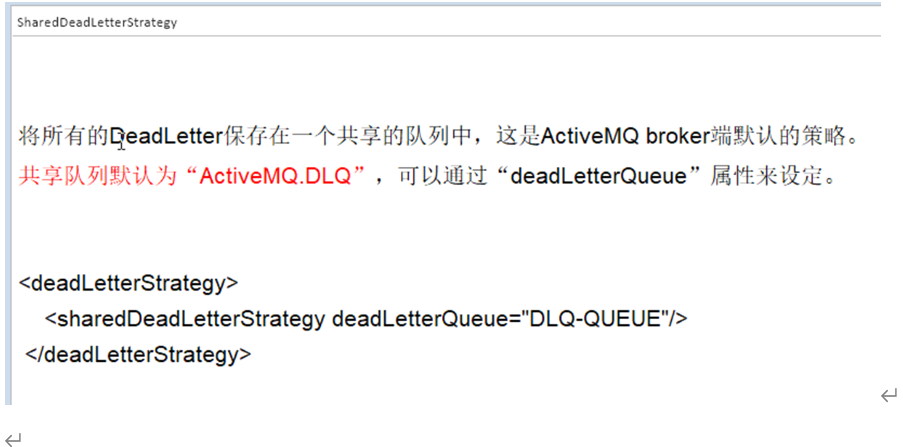 SharedDeadLetterStrategy
将所有的DeadLetter保存在一个共享的队列中，这是ActiveMQ broker端默认的策略。
共享队列默认为“ActiveMQ.DLQ”，可以通过“deadLetterQueue”属性来设定。
<deadLetterStrategy>
<sharedDeadLetterStrategy deadLetterQueue="DLQ-QUEUE"/>
</deadLetterStrategy>